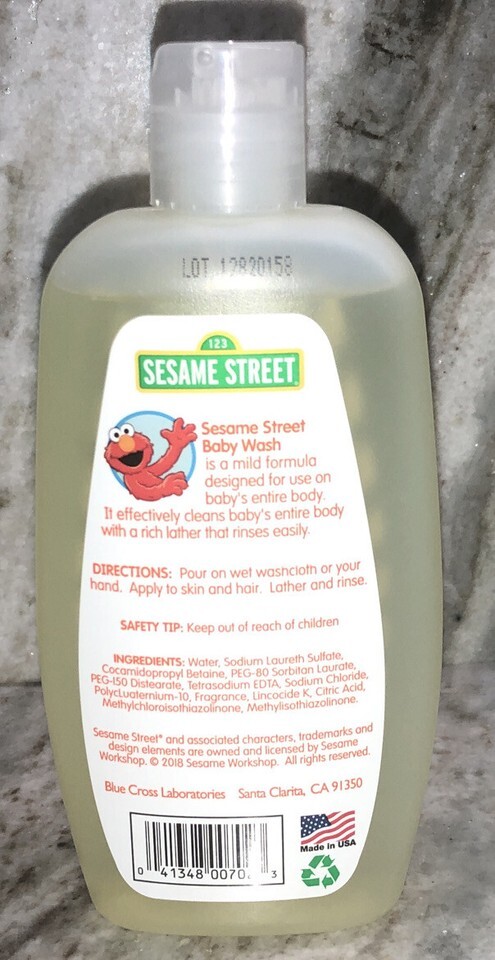 LOT 12820158
123
SESAME STREET
Sesame Street
Baby Wash
is a mild formula
designed for use on
baby's entire body.
It effectively cleans baby's entire body
with a rich lather that rinses easily.
DIRECTIONS: Pour on wet washcloth or your
hand. Apply to skin and hair. Lather and rinse.
SAFETY TIP: Keep out of reach of children
INGREDIENTS: Water, Sodium Laureth Sulfate,
Cocamidopropyl Betaine, PEG-80 Sorbitan Laurate,
PEG-150 Distearate, Tetrasodium EDTA, Sodium Chloride,
PolycLuaternium-10, Fragrance, Lincocide K, Citric Acid,
Methylchloroisothiazolinone, Methylisothiazolinone.
Sesame Street® and associated characters, trademarks and
design elements are owned and licensed by Sesame
Workshop. © 2018 Sesame Workshop. All rights reserved.
Blue Cross Laboratories Santa Clarita, CA 91350
Made in USA
0 41348 0070 3